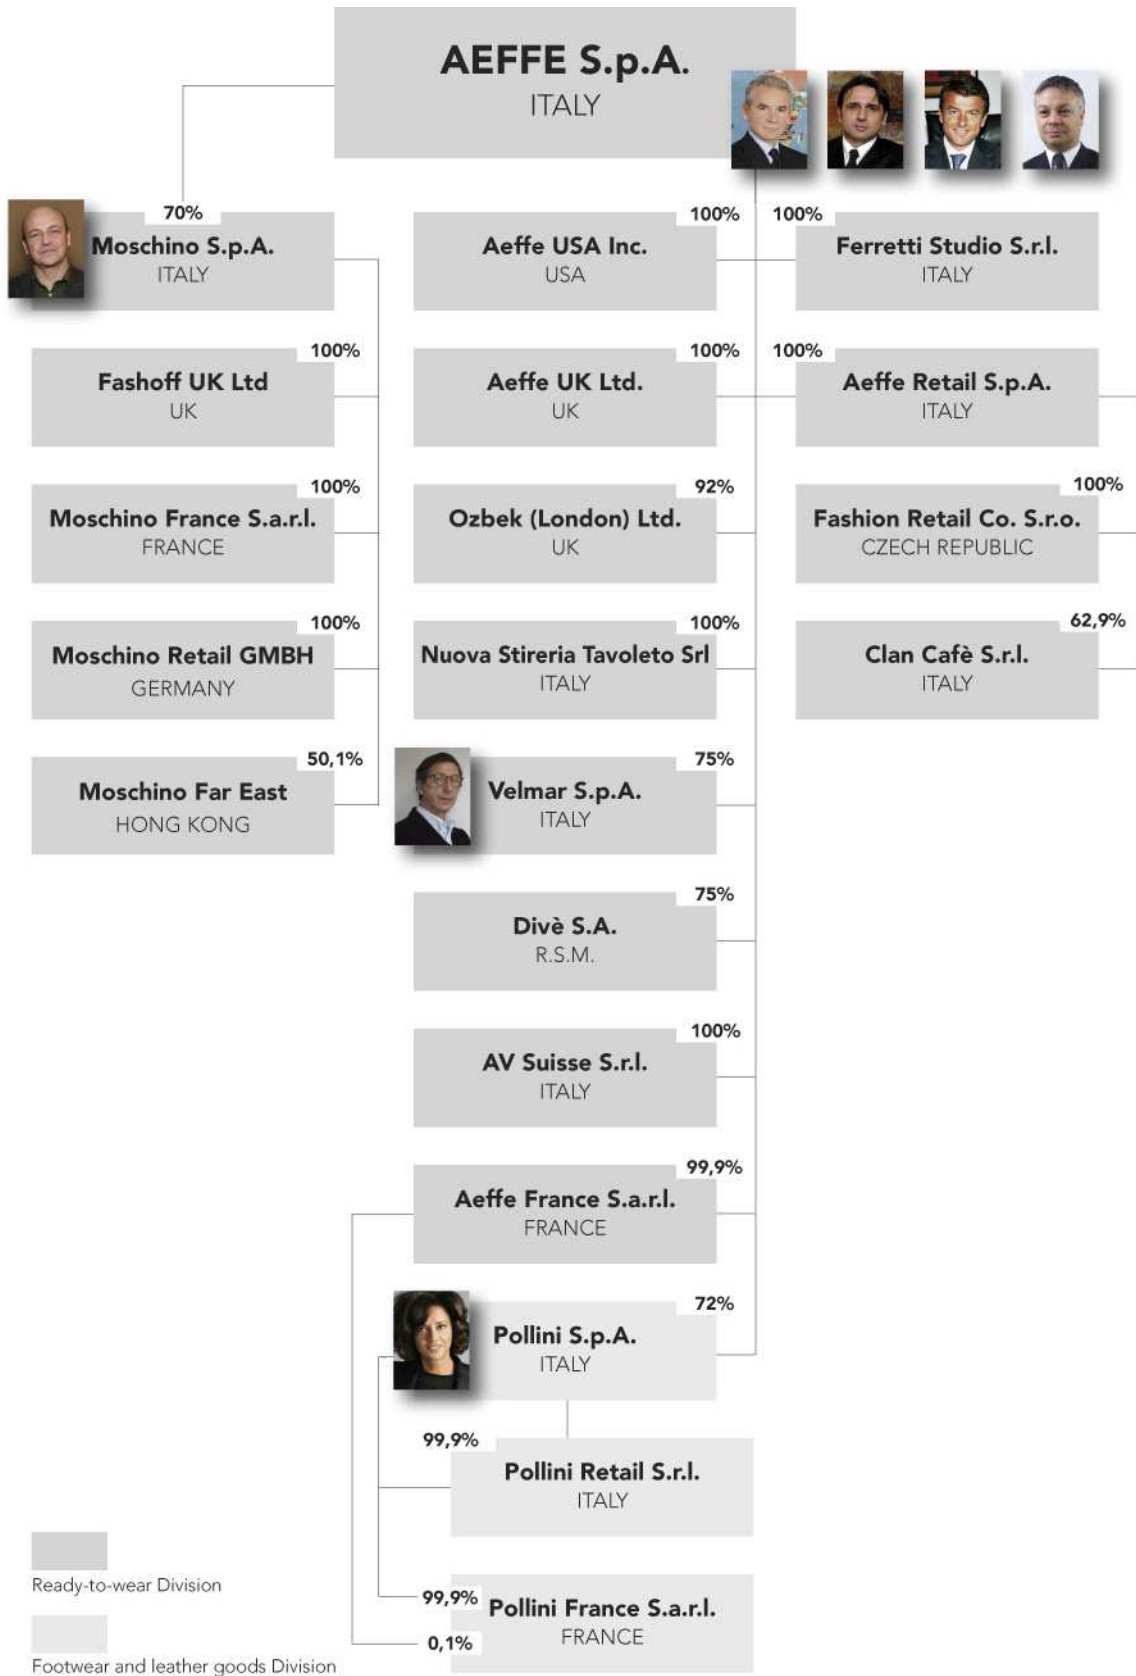 AEFFE S.p.A.
ITALY
70%
Moschino S.p.A.
ITALY
100%
Fashoff UK Ltd
UK
100%
Moschino France S.a.r.l.
FRANCE
100%
Moschino Retail GMBH
GERMANY
50,1%
Moschino Far East
HONG KONG
100%
Aeffe USA Inc.
USA
100%
Aeffe UK Ltd.
UK
92%
Ozbek (London) Ltd.
UK
100%
Nuova Stireria Tavoleto Srl
ITALY
75%
Velmar S.p.A.
ITALY
75%
Divè S.A.
R.S.M.
100%
AV Suisse S.r.l.
ITALY
99,9%
Aeffe France S.a.r.l.
FRANCE
72%
Pollini S.p.A.
ITALY
99,9%
Pollini Retail S.r.l.
ITALY
99,9%
Pollini France S.a.r.l.
FRANCE
0,1%
100%
Ferretti Studio S.r.l.
ITALY
100%
Aeffe Retail S.p.A.
ITALY
100%
Fashion Retail Co. S.r.o.
CZECH REPUBLIC
62,9%
Clan Cafè S.r.l.
ITALY
Ready-to-wear Division
Footwear and leather goods Division